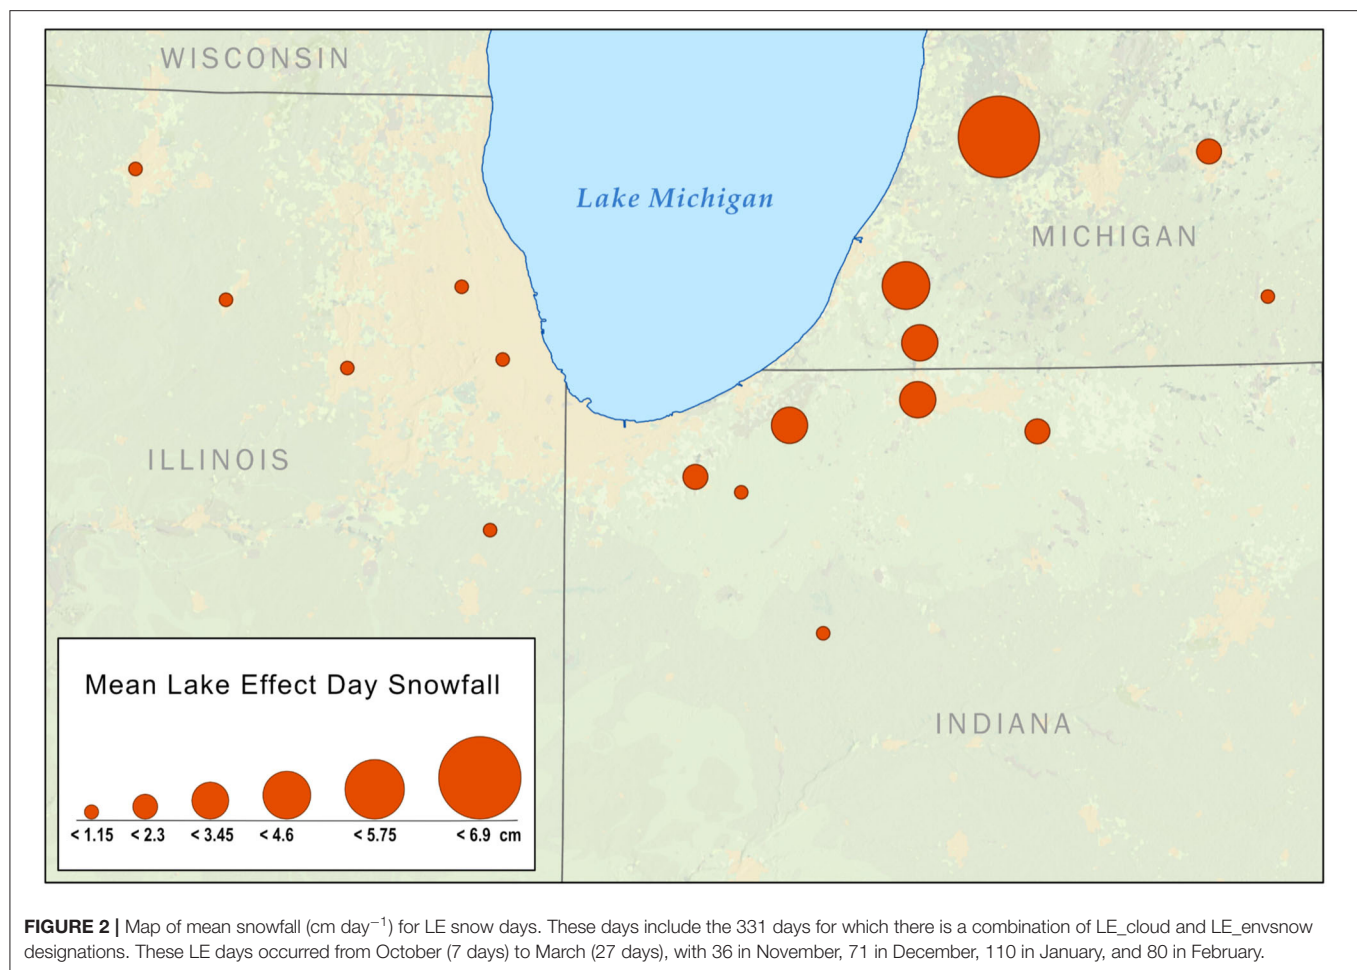 WISCONSIN
Lake Michigan
MICHIGAN
ILLINOIS
INDIANA
Mean Lake Effect Day Snowfall
< 1.15 < 2.3 < 3.45 < 4.6 < 5.75 < 6.9 cm
FIGURE 2 | Map of mean snowfall (cm day⁻¹) for LE snow days. These days include the 331 days for which there is a combination of LE_cloud and LE_envsnow
designations. These LE days occurred from October (7 days) to March (27 days), with 36 in November, 71 in December, 110 in January, and 80 in February.